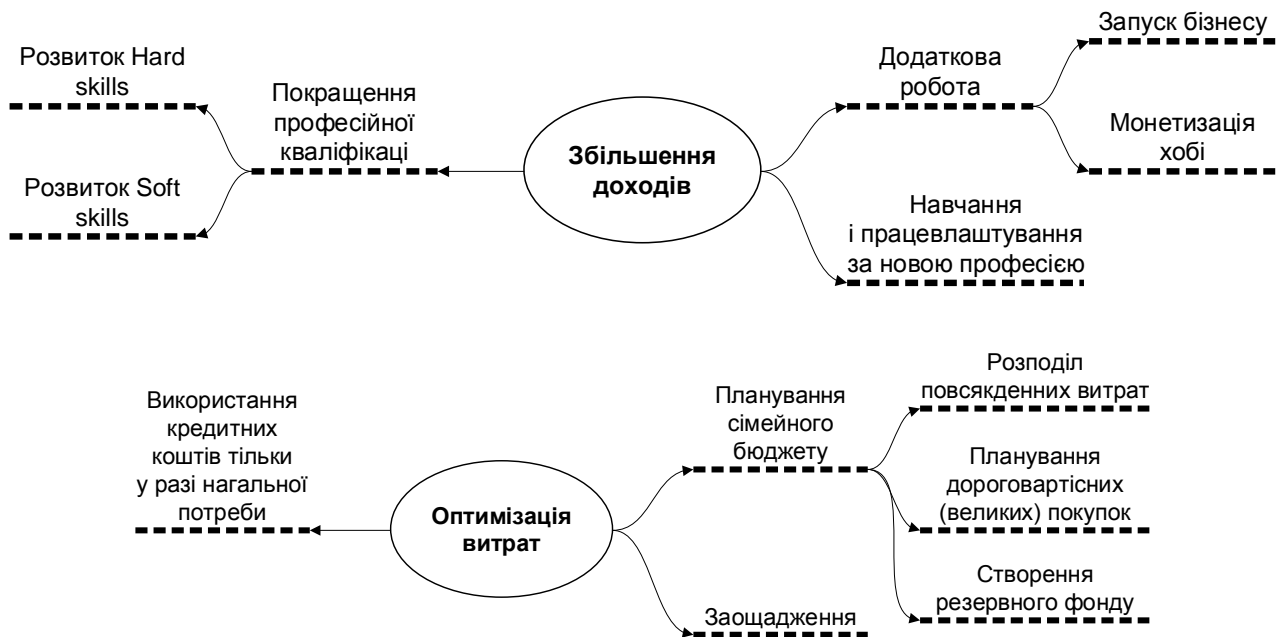 Розвиток Hard
skills
Розвиток Soft
skills
Покращення
професійної
кваліфікаці
Збільшення
доходів
Додаткова
робота
Запуск бізнесу
Монетизація
хобі
Навчання
і працевлаштування
за новою професією
Використання
кредитних
коштів тільки
у разі нагальної
потреби
Оптимізація
витрат
Планування
сімейного
бюджету
Розподіл
повсякденних витрат
Планування
дороговартісних
(великих) покупок
Створення
резервного фонду
Заощадження